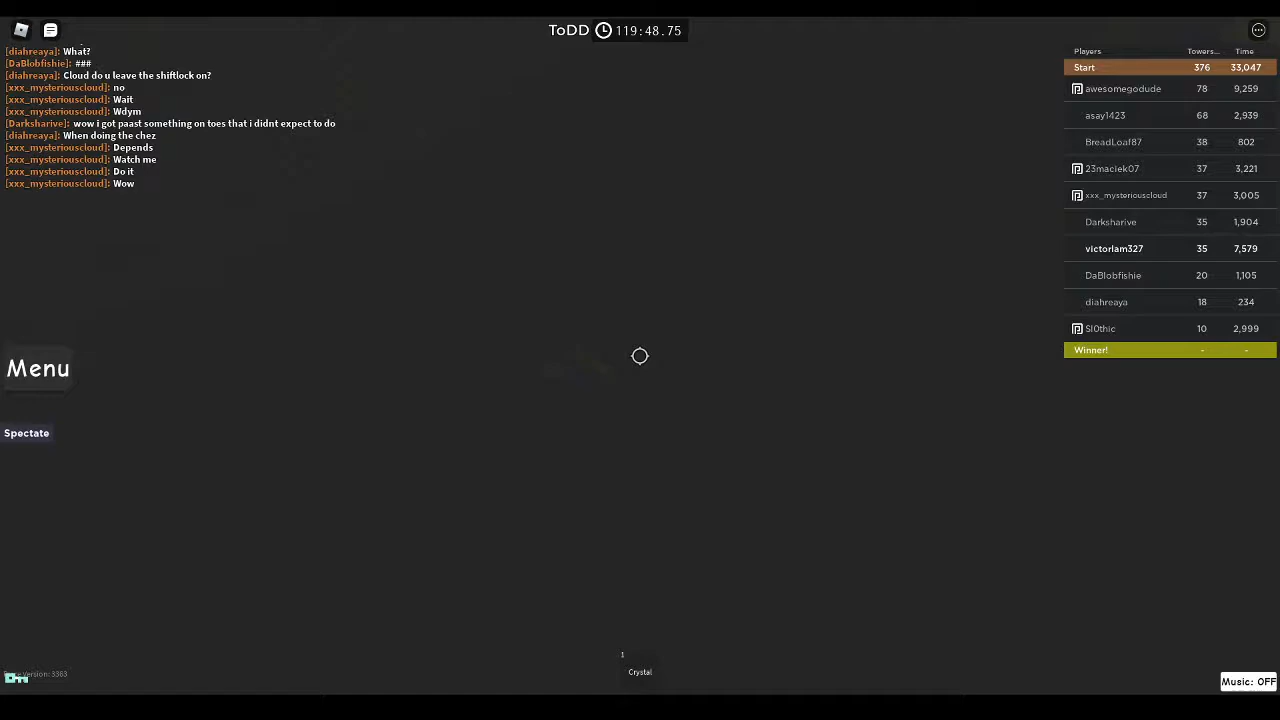 ToDD 119:48.75
[diahreaya]: What?
[DaBlobfishie]: ###
[diahreaya]: Cloud do u leave the shiftlock on?
[xxx_mysteriouscloud]: no
[xxx_mysteriouscloud]: Wait
[xxx_mysteriouscloud]: Wdym
[Darksharive]: wow i got paast something on toes that i didnt expect to do
[diahreaya]: When doing the chez
[xxx_mysteriouscloud]: Depends
[xxx_mysteriouscloud]: Watch me
[xxx_mysteriouscloud]: Do it
[xxx_mysteriouscloud]: Wow
Players Towers... Time
Start 376 33,047
awesomegodude 78 9,259
asay1423 68 2,939
BreadLoaf87 38 802
23maciek07 37 3,221
xxx_mysteriouscloud 37 3,005
Darksharive 35 1,904
victorlam327 35 7,579
DaBlobfishie 20 1,105
diahreaya 18 234
Sl0thic 10 2,999
Winner! - -
Menu
Spectate
1
Crystal
version: 3363
Music: OFF